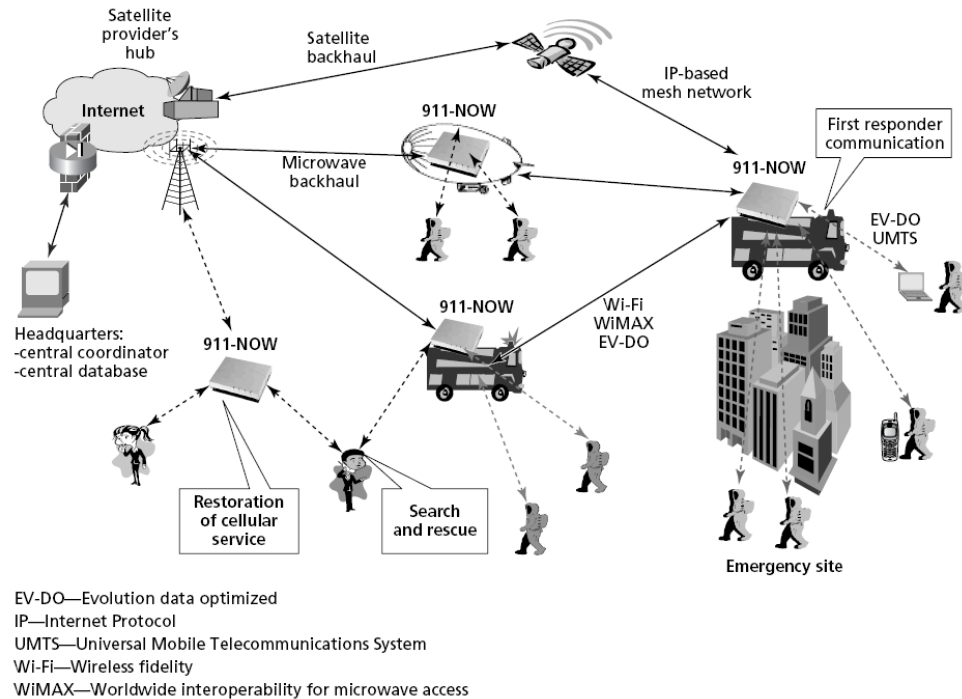 Satellite
provider's
hub
Satellite
backhaul
IP-based
mesh network
Internet
911-NOW
First responder
communication
Microwave
backhaul
911-NOW
EV-DO
UMTS
911-NOW
Wi-Fi
WiMAX
EV-DO
Headquarters:
-central coordinator
-central database
911-NOW
Restoration
of cellular
service
Search
and rescue
Emergency site
EV-DO—Evolution data optimized
IP—Internet Protocol
UMTS—Universal Mobile Telecommunications System
Wi-Fi—Wireless fidelity
WiMAX—Worldwide interoperability for microwave access